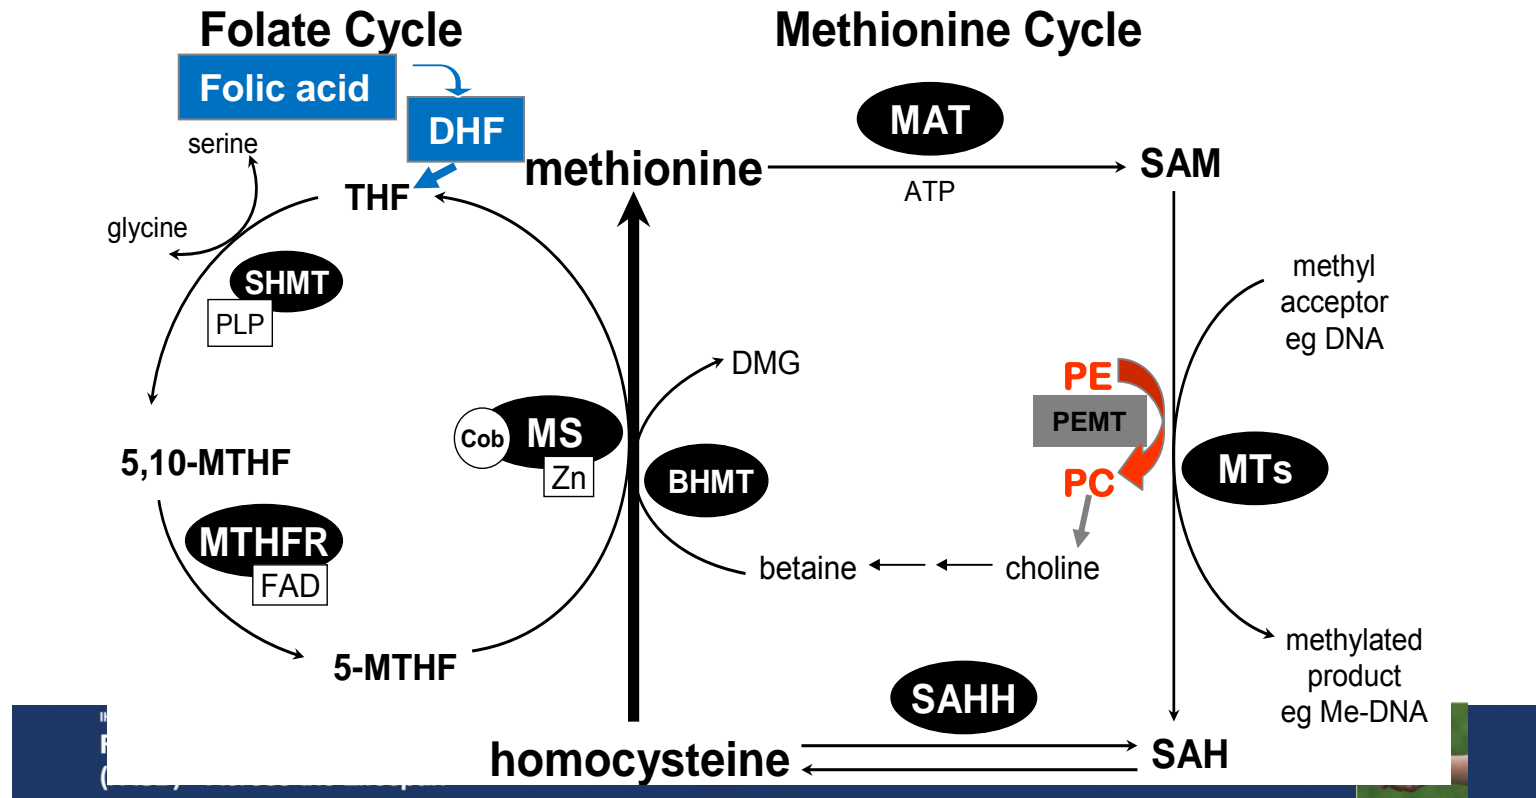 Folate Cycle
Methionine Cycle
Folic acid
DHF
MAT
serine
methionine
SAM
THF
ATP
glycine
SHMT
PLP
methyl
acceptor
eg DNA
DMG
PE
PEMT
PC
Cob
MS
Zn
BHMT
MTs
5,10-MTHF
MTHFR
FAD
betaine
choline
5-MTHF
methylated
product
eg Me-DNA
SAHH
homocysteine
SAH